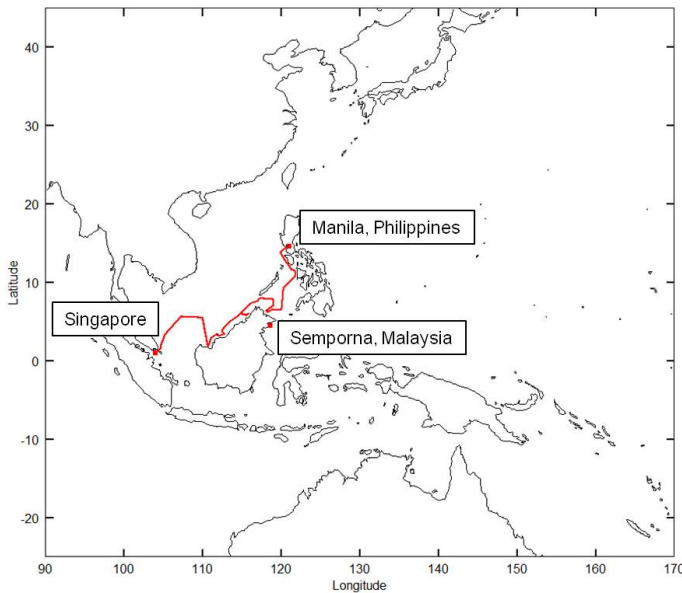 40
30
20
10
0
-10
-20
Latitude
Manila, Philippines
Singapore
Semporna, Malaysia
90 100 110 120 130 140 150 160 170
Longitude